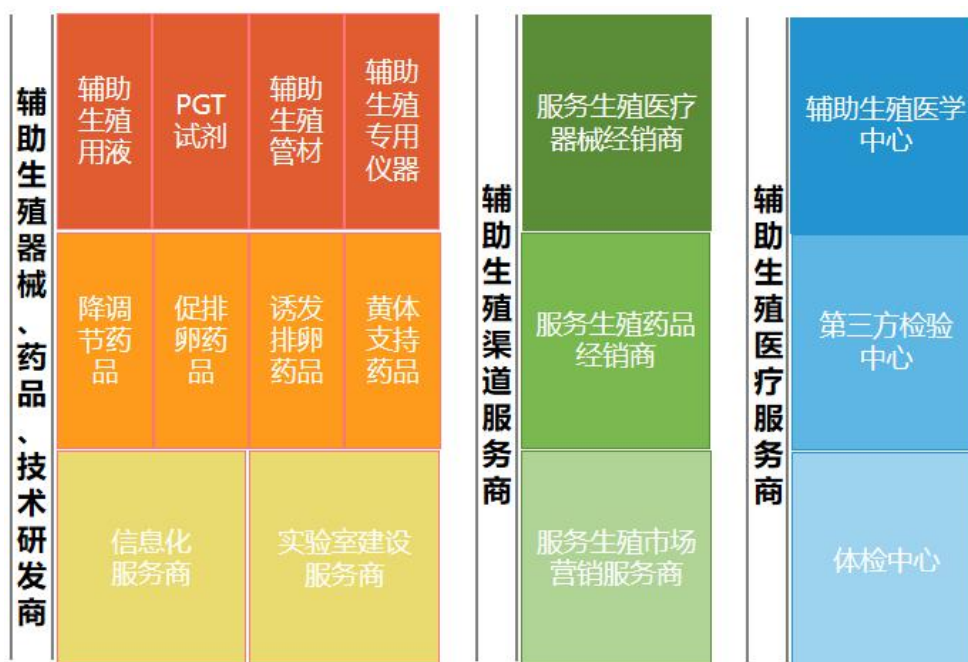 辅助生殖器械、药品、技术研发商
辅助
生殖
用液
PGT
试剂
辅助
生殖
管材
辅助
生殖
专用
仪器
降调
节药
品
促排
卵药
品
诱发
排卵
药品
黄体
支持
药品
信息化
服务商
实验室建设
服务商
辅助生殖渠道服务商
服务生殖医疗
器械经销商
服务生殖药品
经销商
服务生殖市场
营销服务商
辅助生殖医疗服务商
辅助生殖医学
中心
第三方检验
中心
体检中心